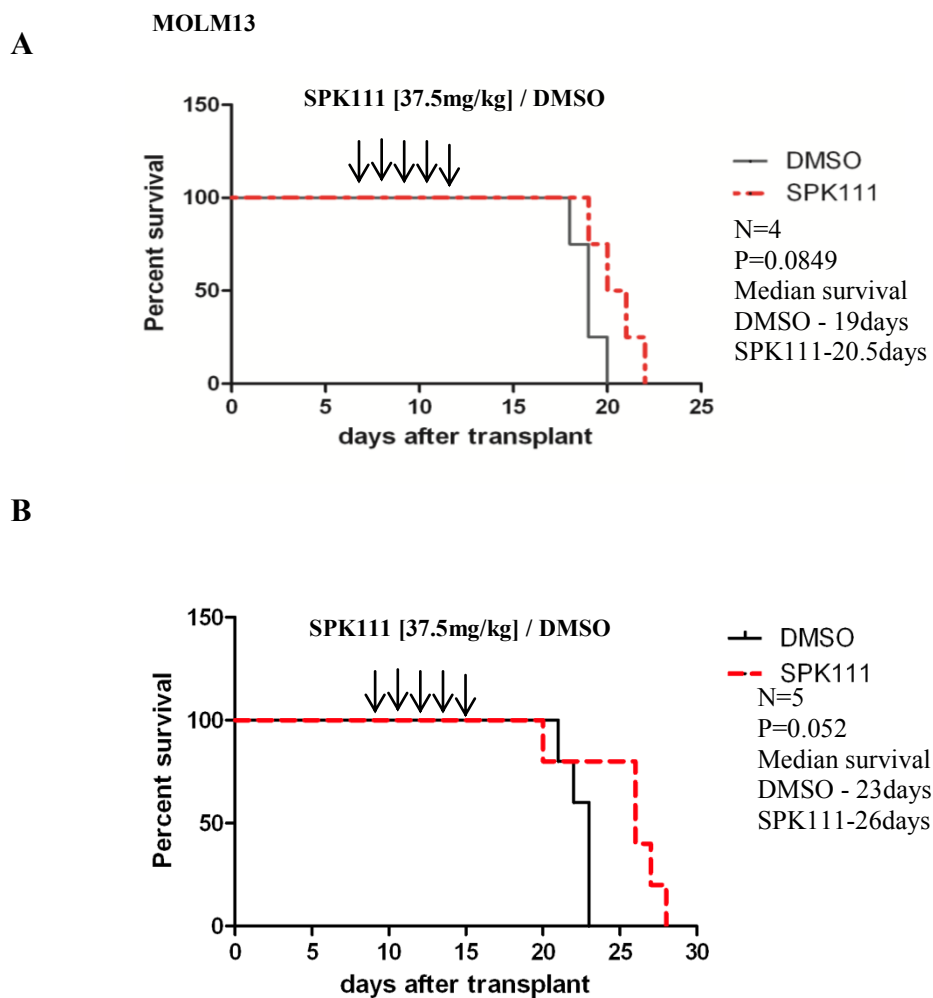 MOLM13
A
SPK111 [37.5mg/kg] / DMSO
150
100
50
0
Percent survival
0 5 10 15 20 25
days after transplant
DMSO
SPK111
N=4
P=0.0849
Median survival
DMSO - 19days
SPK111-20.5days
B
SPK111 [37.5mg/kg] / DMSO
150
100
50
0
Percent survival
0 5 10 15 20 25 30
days after transplant
DMSO
SPK111
N=5
P=0.052
Median survival
DMSO - 23days
SPK111-26days